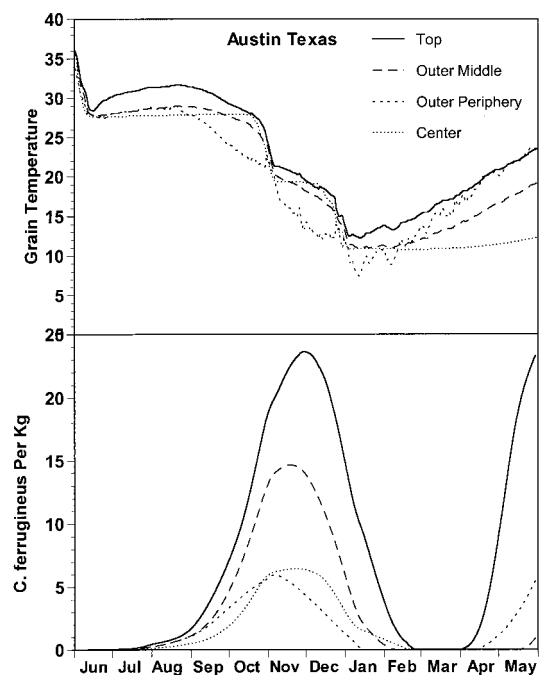 Austin Texas
Top
Outer Middle
Outer Periphery
Center
Grain Temperature
40
35
30
25
20
15
10
5
C. ferrugineus Per Kg
20
15
10
5
0
Jun Jul Aug Sep Oct Nov Dec Jan Feb Mar Apr May